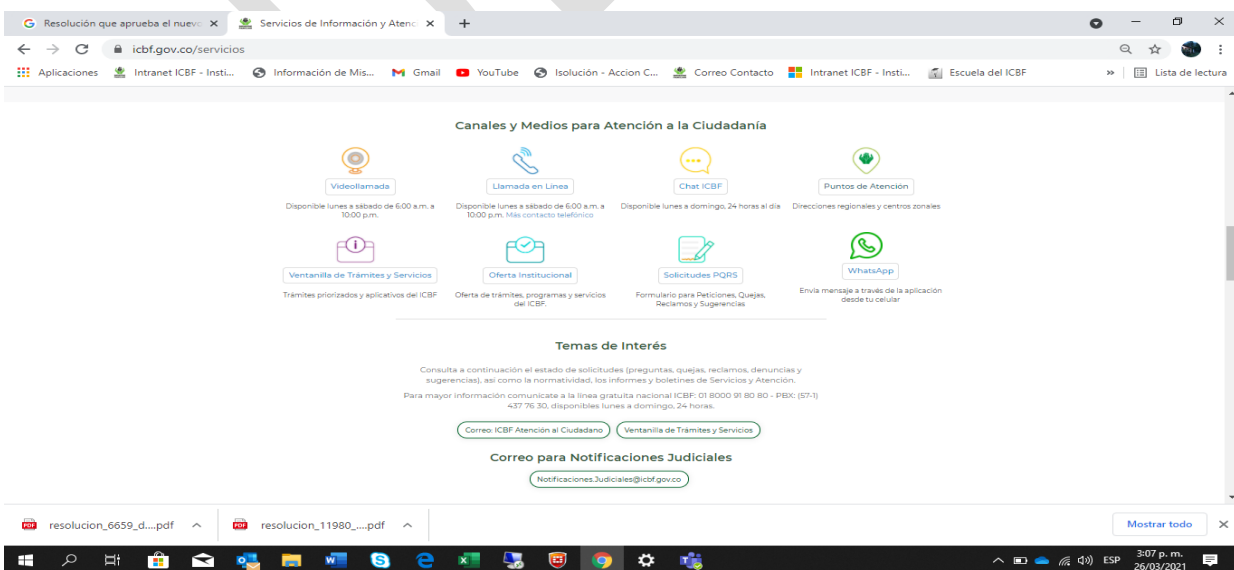 Resolución que aprueba el nuevo
Servicios de Información y Atenc
icbf.gov.co/servicios
Aplicaciones
Intranet ICBF - Insti...
Información de Mis...
Gmail
YouTube
Isolución - Accion C...
Correo Contacto
Intranet ICBF - Insti...
Escuela del ICBF
»
Lista de lectura
Canales y Medios para Atención a la Ciudadanía
Videollamada
Llamada en Línea
Chat ICBF
Puntos de Atención
Disponible lunes a sábado de 6:00 a.m. a
10:00 p.m.
Disponible lunes a sábado de 6:00 a.m. a
10:00 p.m. Más contacto telefónico
Disponible lunes a domingo, 24 horas al día
Direcciones regionales y centros zonales
Ventanilla de Trámites y Servicios
Oferta Institucional
Solicitudes PQRS
WhatsApp
Trámites priorizados y aplicativos del ICBF
Oferta de trámites, programas y servicios
del ICBF.
Formulario para Peticiones, Quejas,
Reclamos y Sugerencias
Envía mensaje a través de la aplicación
desde tu celular
Temas de Interés
Consulta a continuación el estado de solicitudes (preguntas, quejas, reclamos, denuncias y
sugerencias), así como la normatividad, los informes y boletines de Servicios y Atención.
Para mayor información comunícate a la línea gratuita nacional ICBF: 01 8000 91 80 80 - PBX: (57-1)
437 76 30, disponibles lunes a domingo, 24 horas.
Correo: ICBF Atención al Ciudadano
Ventanilla de Trámites y Servicios
Correo para Notificaciones Judiciales
Notificaciones.Judiciales@icbf.gov.co
resolucion_6659_d....pdf
resolucion_11980_....pdf
Mostrar todo
ESP
3:07 p. m.
26/03/2021